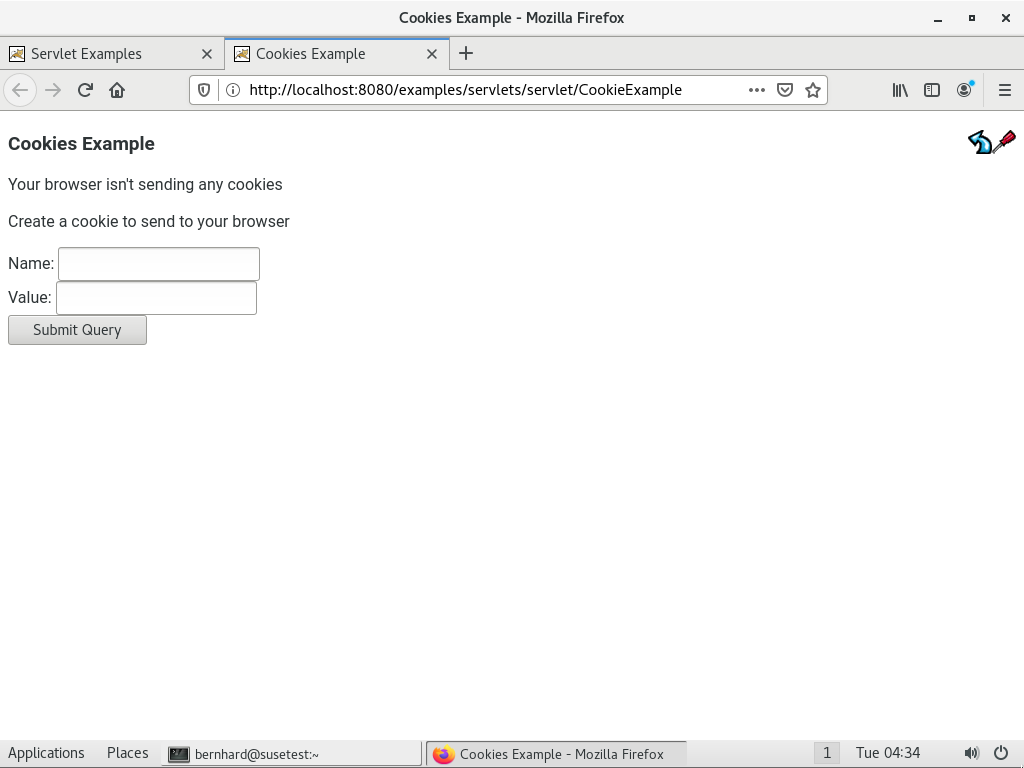 Cookies Example - Mozilla Firefox
Servlet Examples
Cookies Example
http://localhost:8080/examples/servlets/servlet/CookieExample
Cookies Example
Your browser isn't sending any cookies
Create a cookie to send to your browser
Name:
Value:
Submit Query
Applications Places bernhard@susetest:~ Cookies Example - Mozilla Firefox 1 Tue 04:34